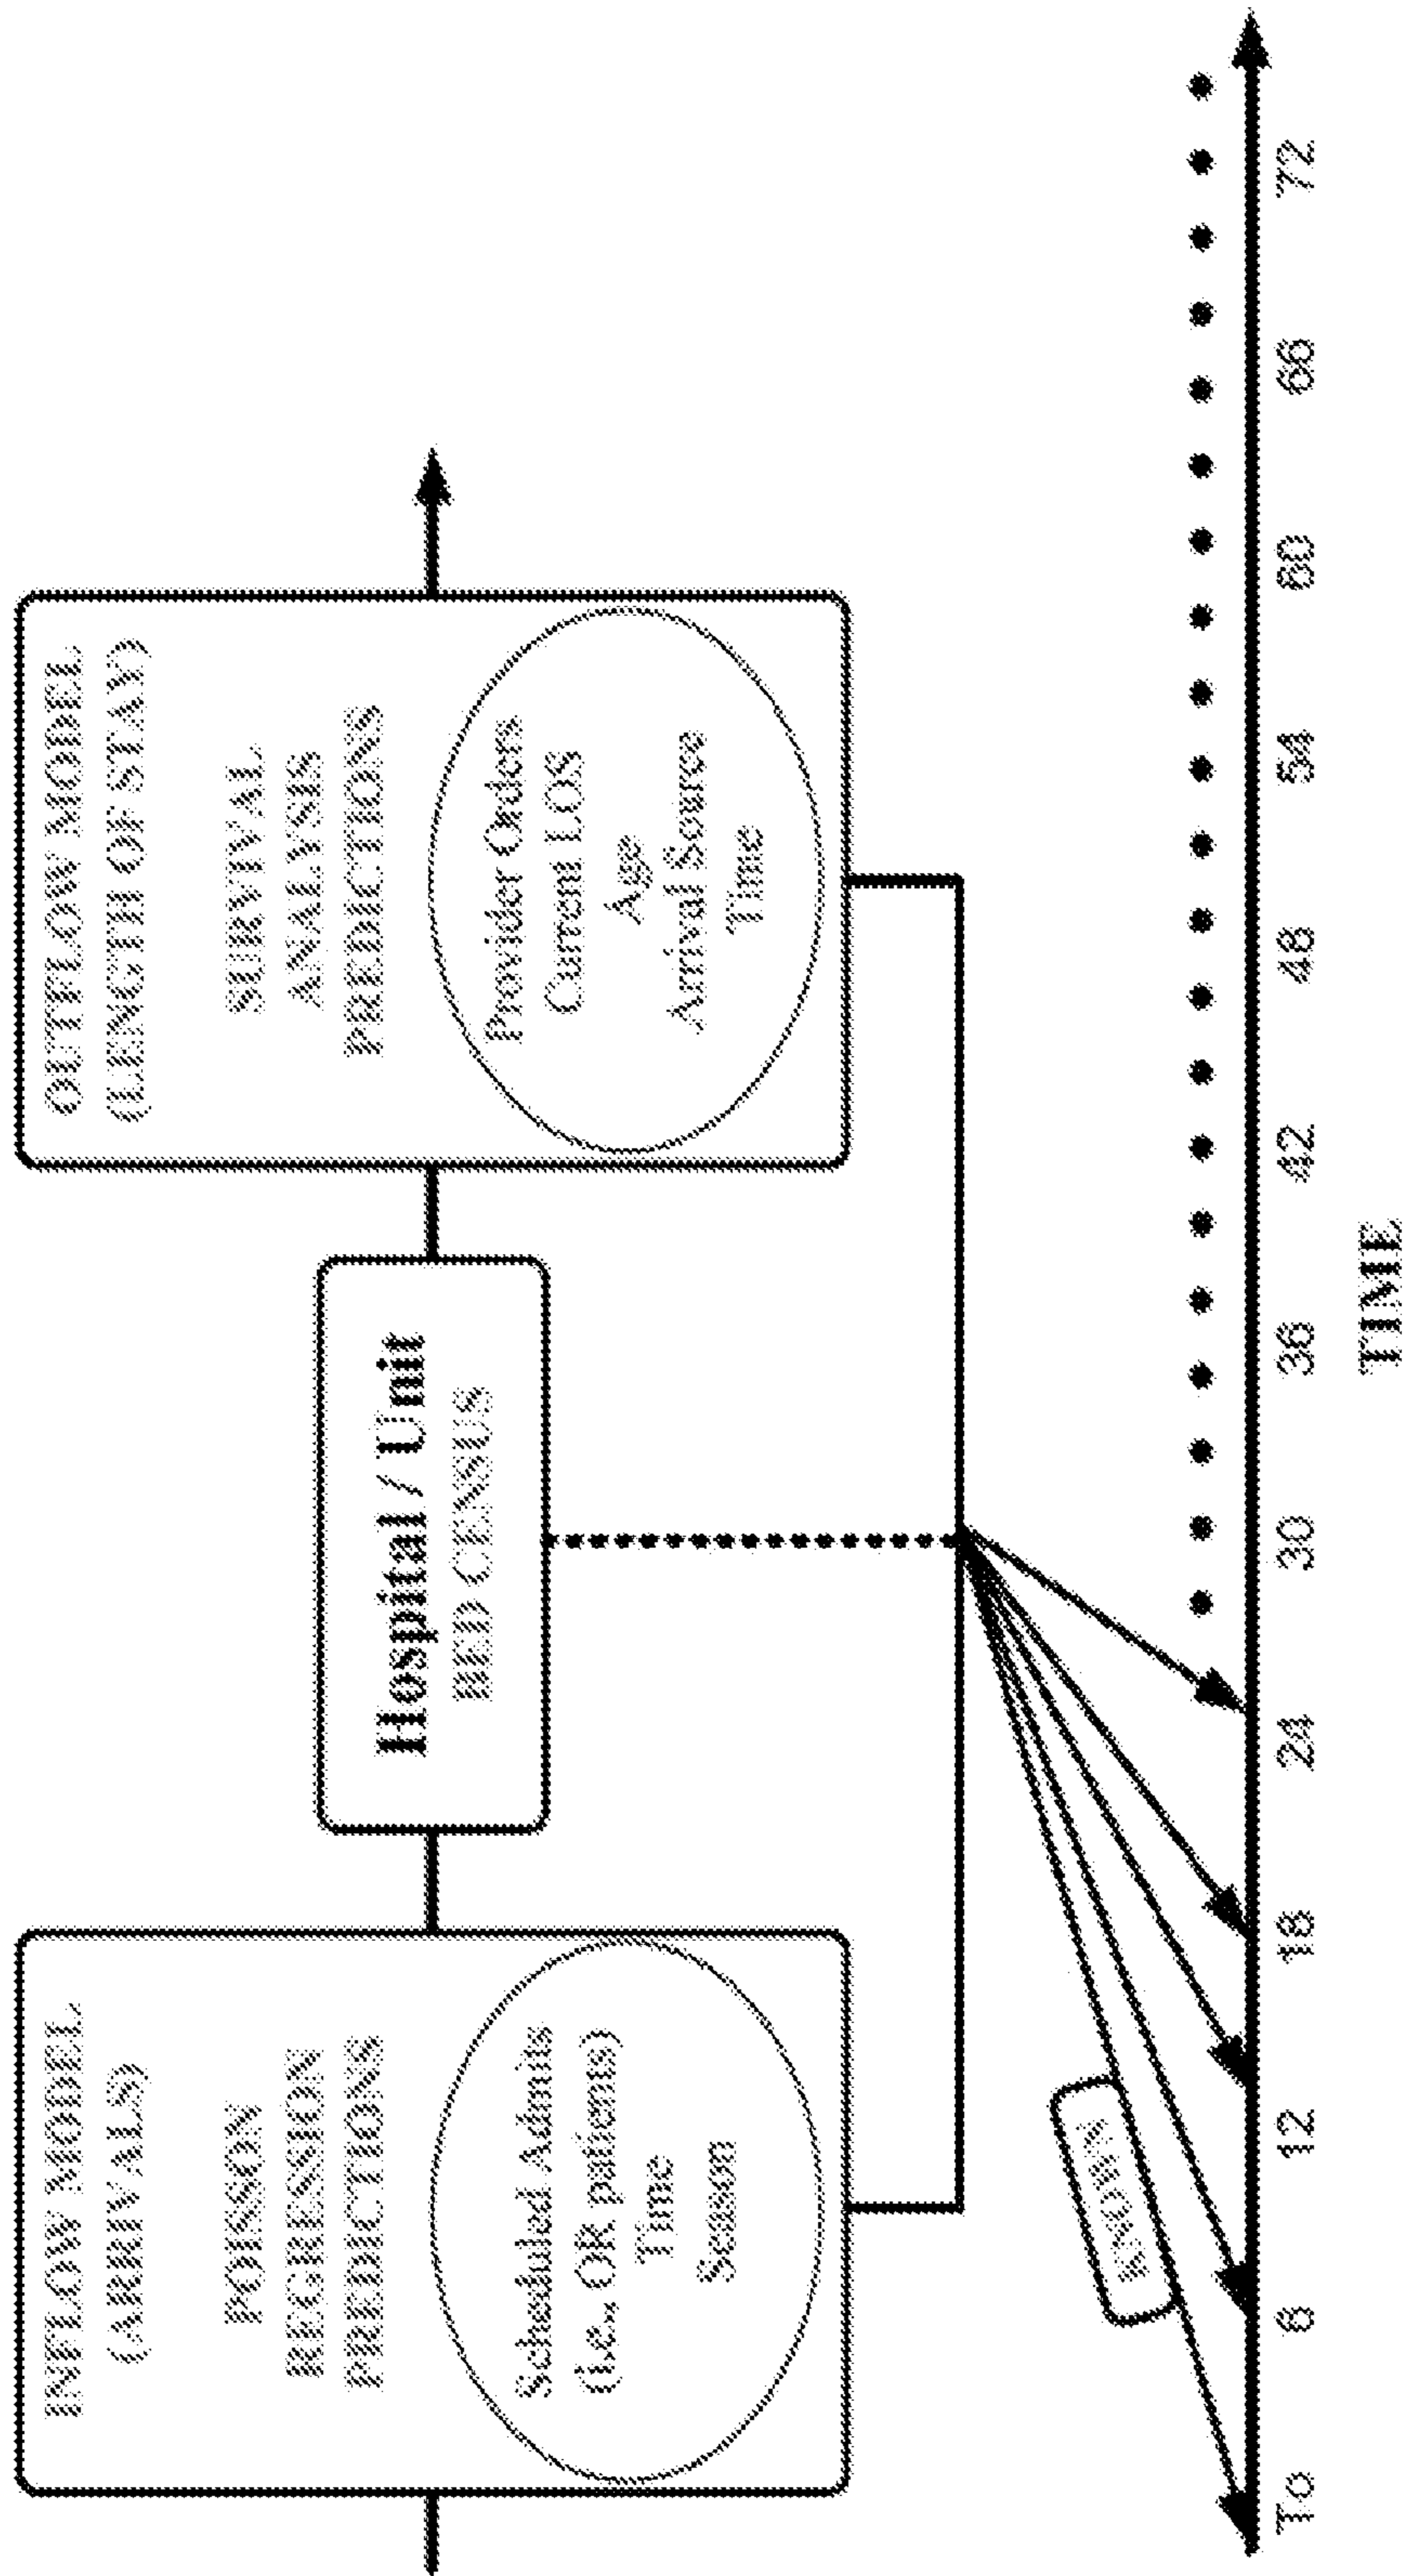 INFLOW MODEL
(ARRIVALS)
POISSON
REGRESSION
PREDICTIONS
Scheduled Admits
(i.e., OR patients)
Time
Season
Hospital / Unit
BED CENSUS
OUTFLOW MODEL
(LENGTH OF STAY)
SURVIVAL
ANALYSIS
PREDICTIONS
Provider Orders
Current LOS
Age
Arrival Source
Time
KNOWN
To 6 12 18 24 30 36 42 48 54 60 66 72
TIME